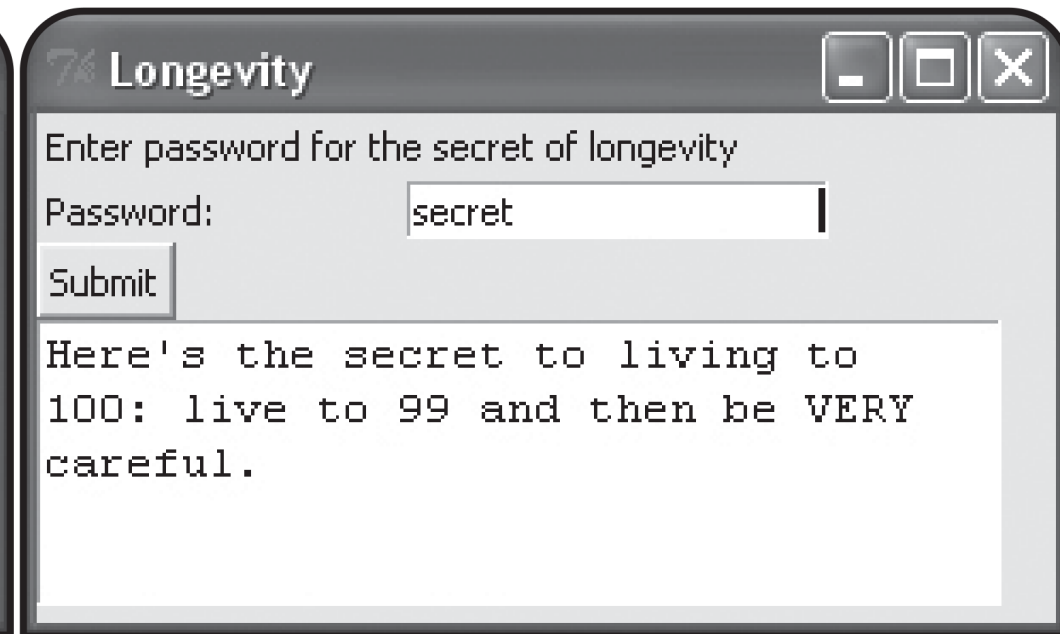 Longevity
Enter password for the secret of longevity
Password: secret
Submit
Here's the secret to living to
100: live to 99 and then be VERY
careful.